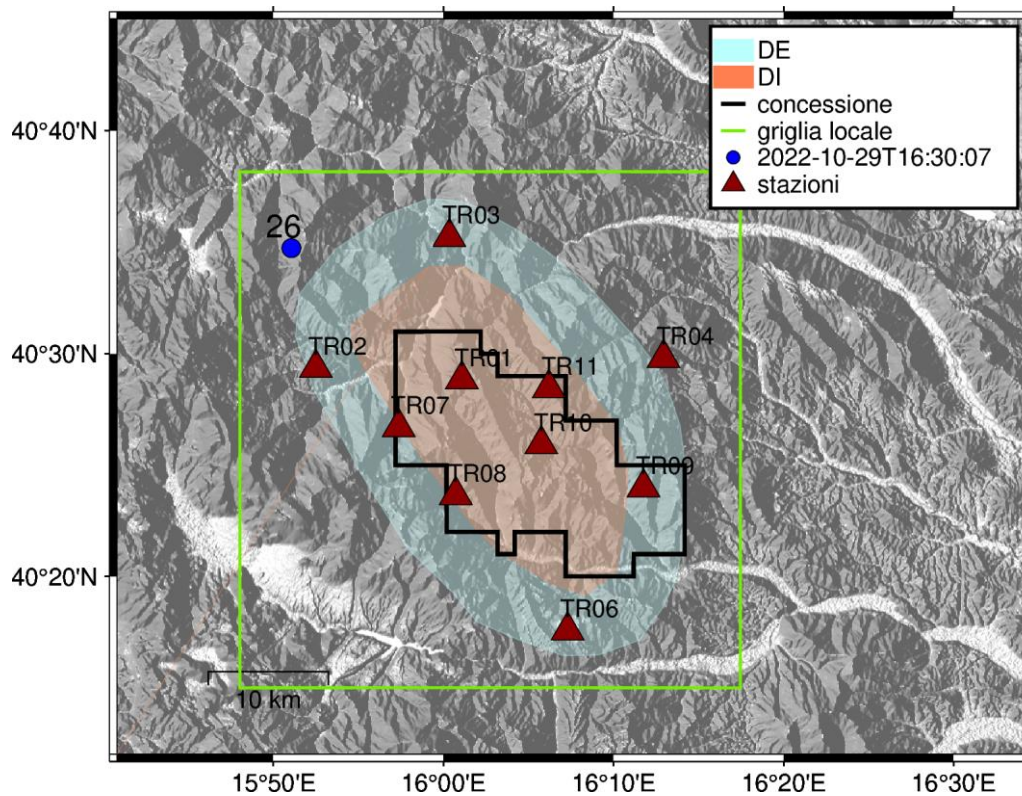 DE
DI
concessione
griglia locale
2022-10-29T16:30:07
stazioni
40°40'N
40°30'N
40°20'N
26
TR03
TR02
TR04
TR01
TR11
TR07
TR10
TR08
TR09
TR06
10 km
15°50'E
16°00'E
16°10'E
16°20'E
16°30'E